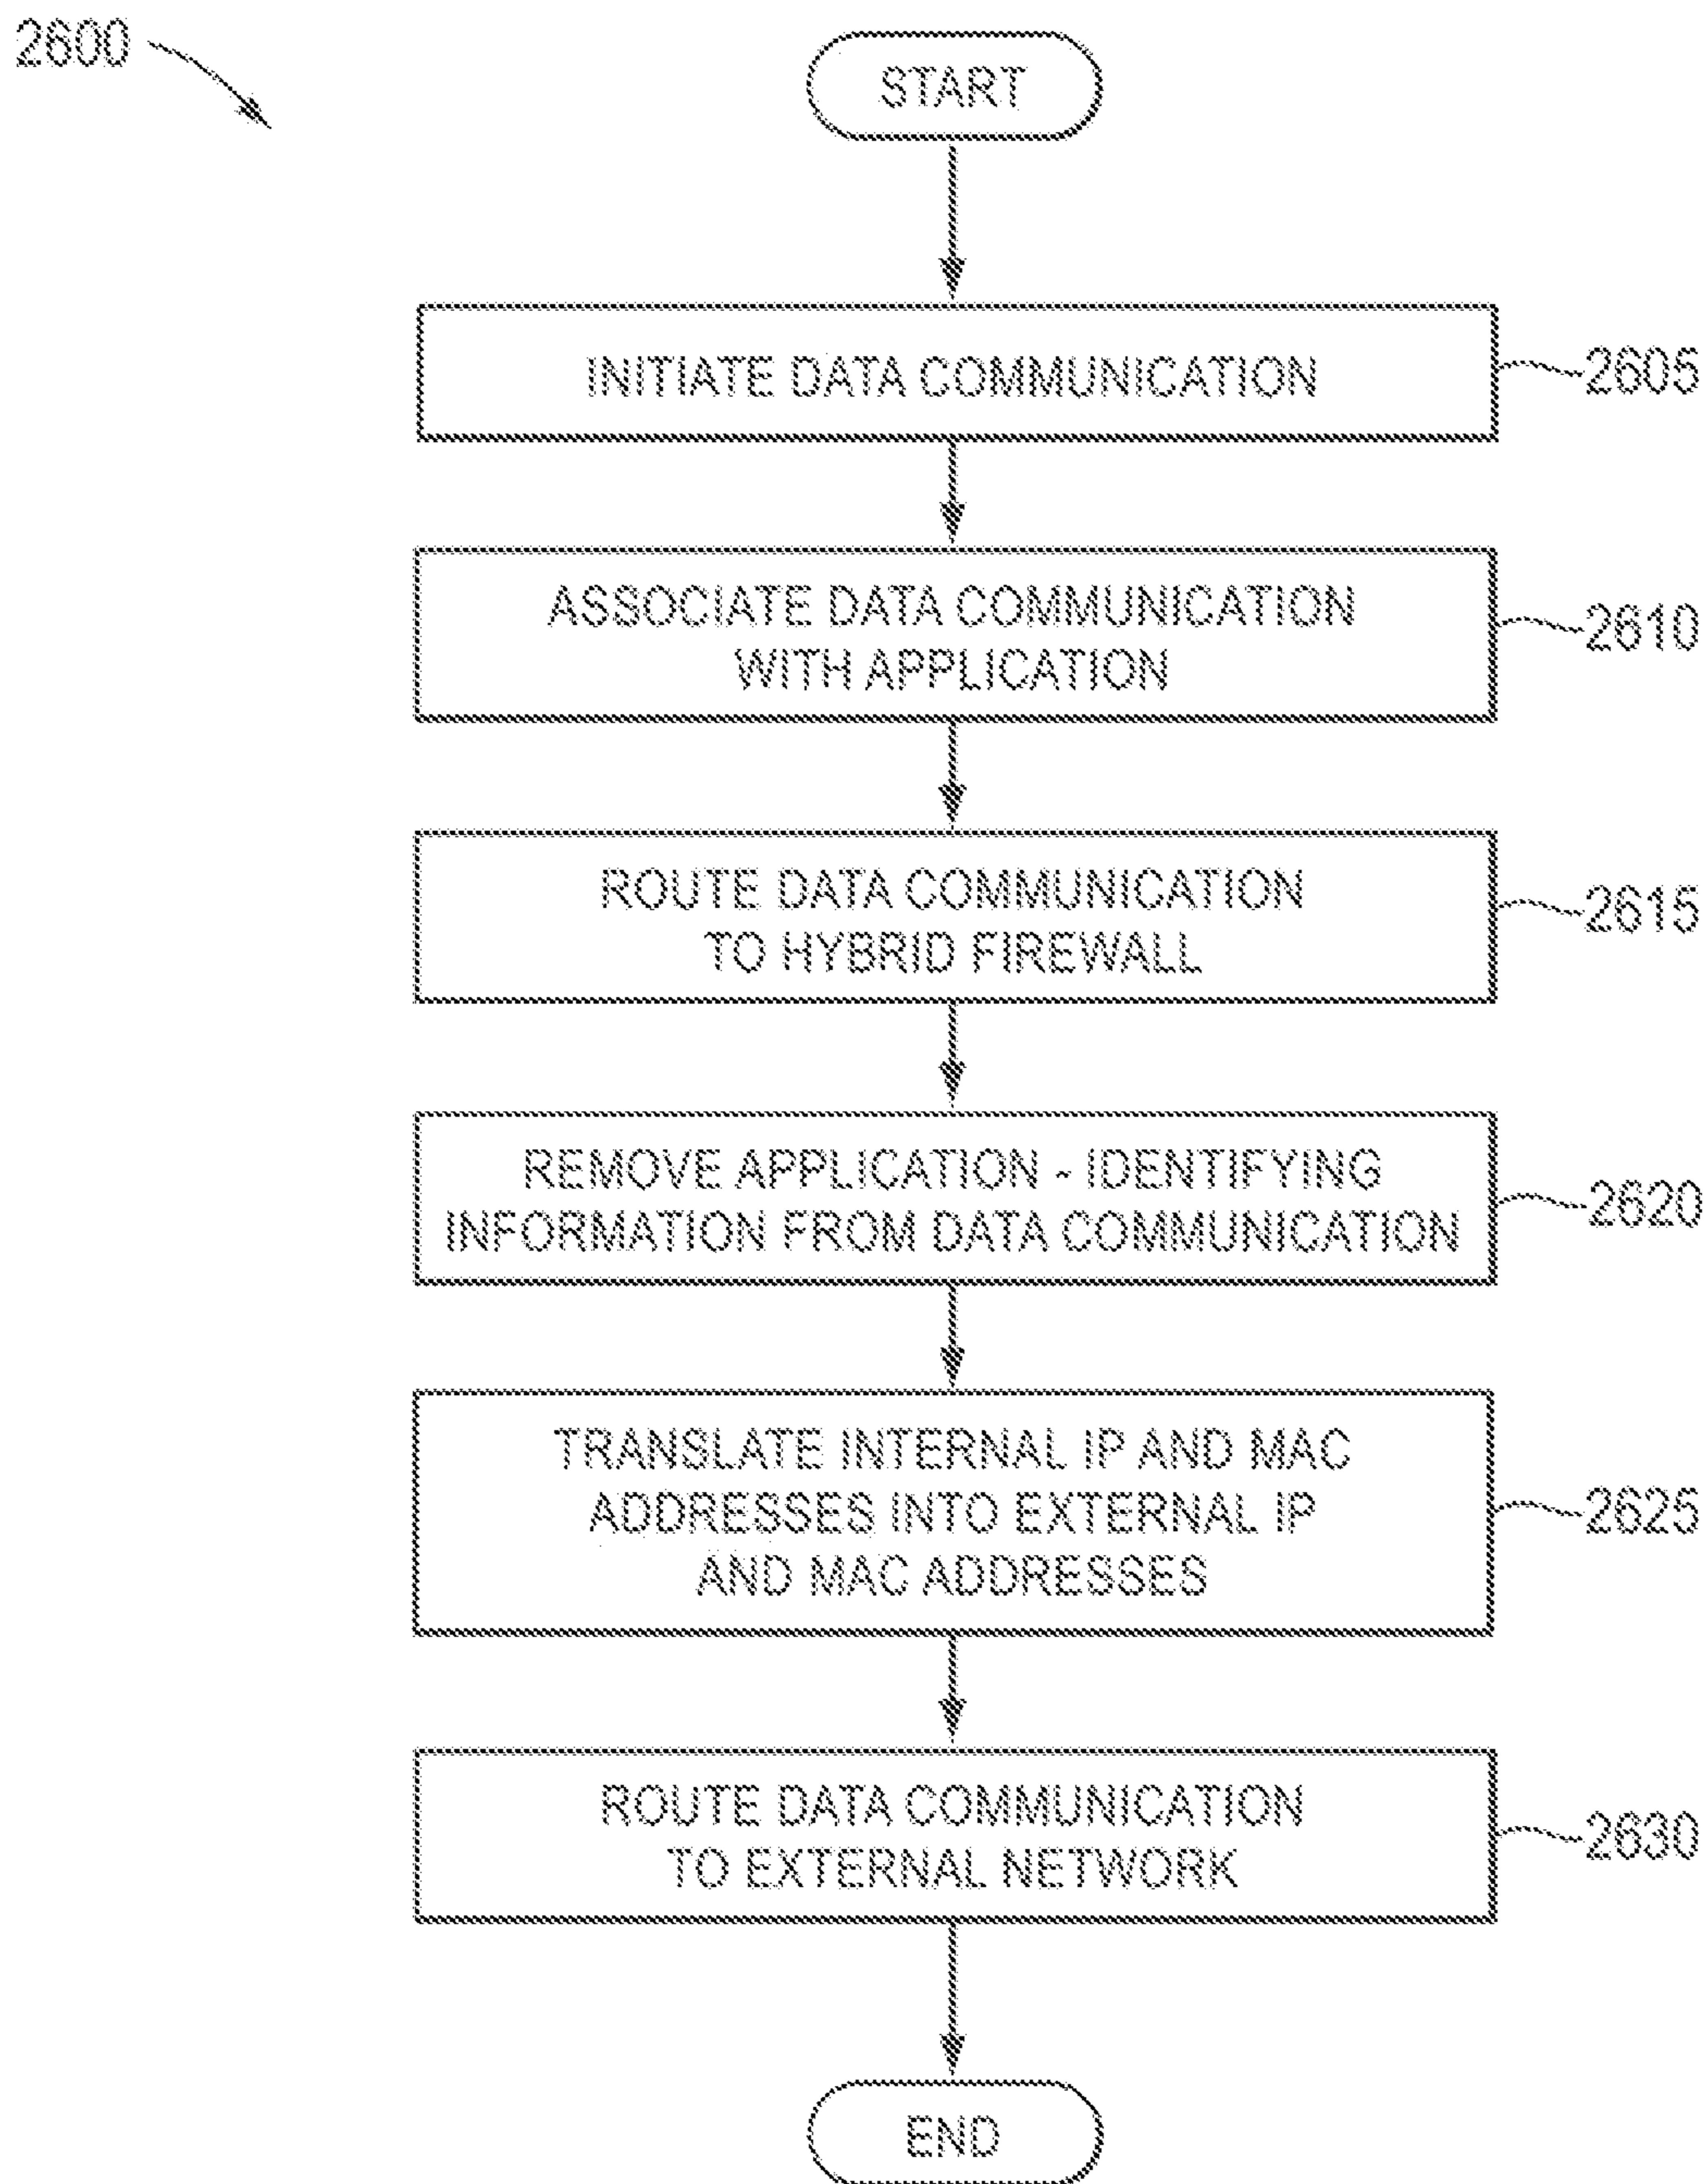 2600
START
INITIATE DATA COMMUNICATION
2605
ASSOCIATE DATA COMMUNICATION
WITH APPLICATION
2610
ROUTE DATA COMMUNICATION
TO HYBRID FIREWALL
2615
REMOVE APPLICATION - IDENTIFYING
INFORMATION FROM DATA COMMUNICATION
2620
TRANSLATE INTERNAL IP AND MAC
ADDRESSES INTO EXTERNAL IP
AND MAC ADDRESSES
2625
ROUTE DATA COMMUNICATION
TO EXTERNAL NETWORK
2630
END